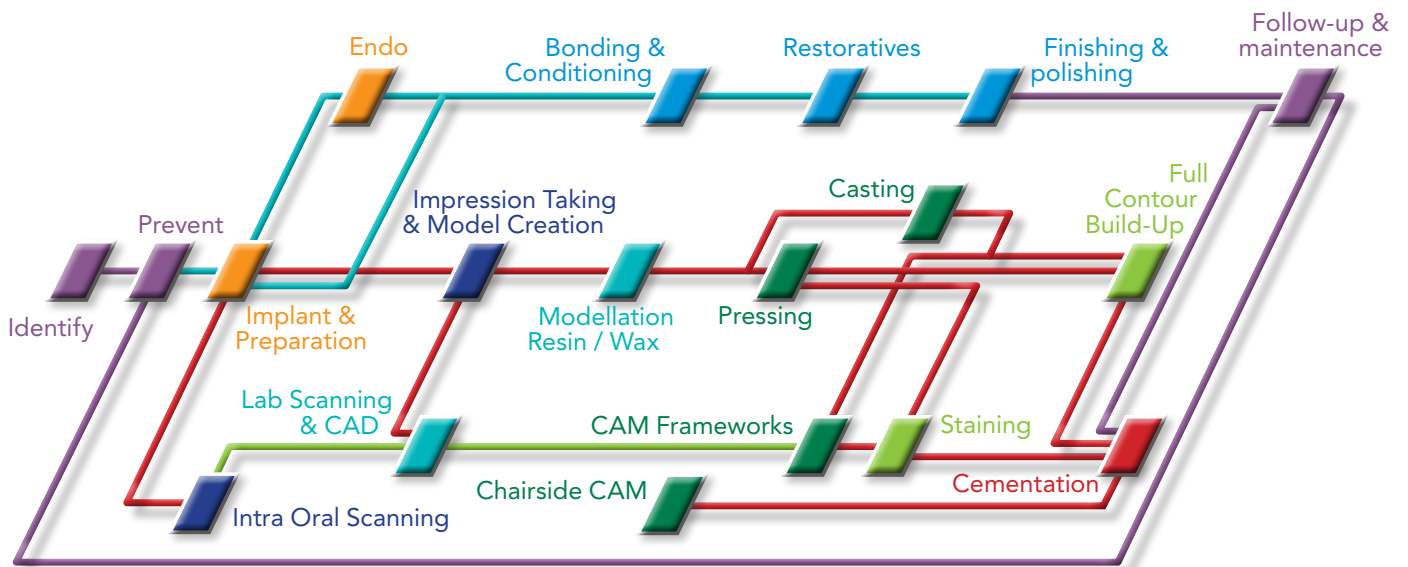 Follow-up &
maintenance
Endo
Bonding &
Conditioning
Restoratives
Finishing &
polishing
Full
Contour
Build-Up
Casting
Impression Taking
& Model Creation
Prevent
Identify
Implant &
Preparation
Modellation
Resin / Wax
Pressing
Lab Scanning
& CAD
CAM Frameworks
Staining
Cementation
Chairside CAM
Intra Oral Scanning